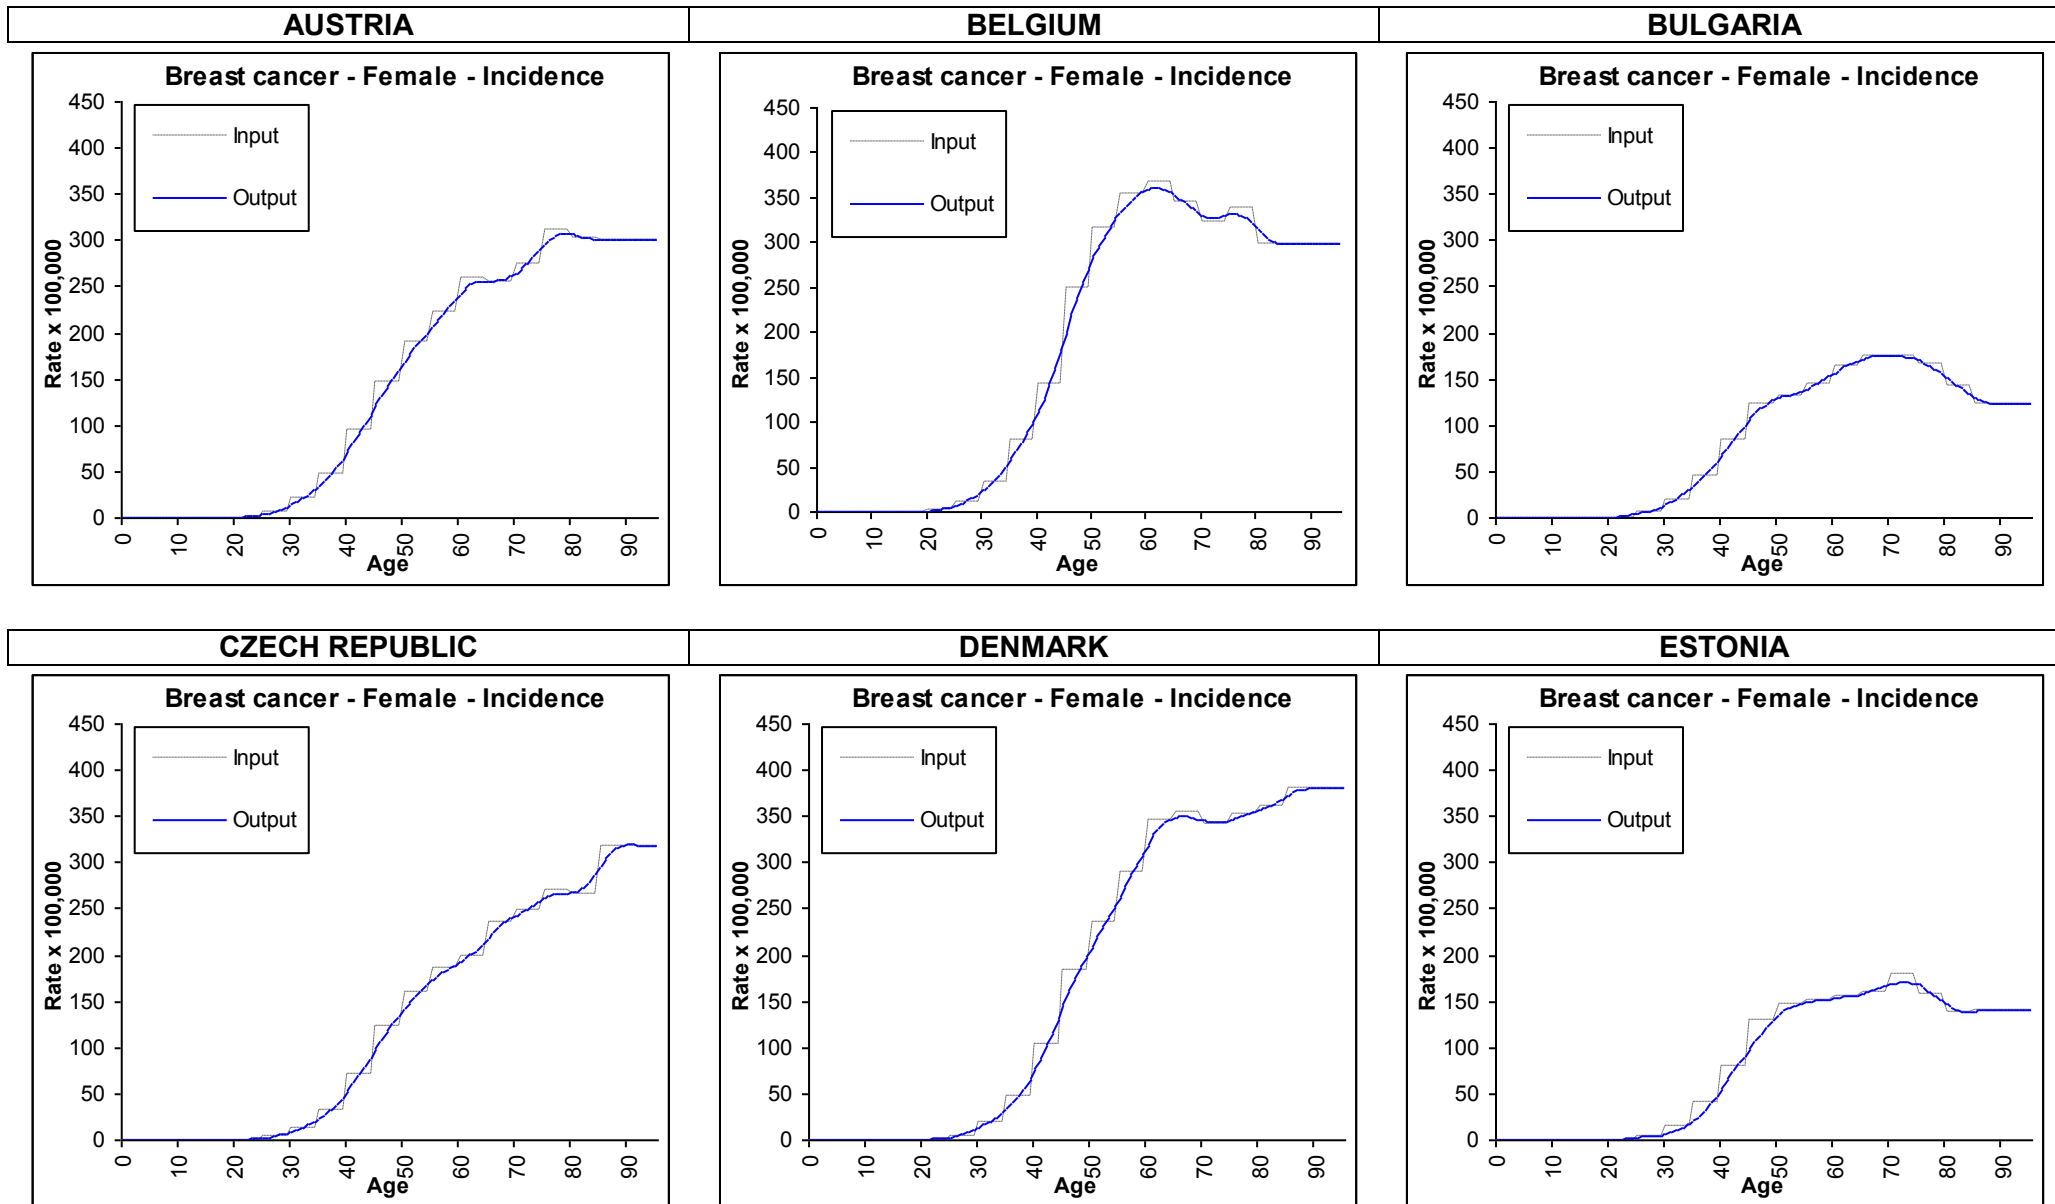 AUSTRIA BELGIUM BULGARIA
Breast cancer - Female - Incidence
450
400
350
300
250
200
150
100
50
0
Rate x 100,000
Input
Output
0 10 20 30 40 50 60 70 80 90
Age
Breast cancer - Female - Incidence
450
400
350
300
250
200
150
100
50
0
Rate x 100,000
Input
Output
0 10 20 30 40 50 60 70 80 90
Age
Breast cancer - Female - Incidence
450
400
350
300
250
200
150
100
50
0
Rate x 100,000
Input
Output
0 10 20 30 40 50 60 70 80 90
Age
CZECH REPUBLIC DENMARK ESTONIA
Breast cancer - Female - Incidence
450
400
350
300
250
200
150
100
50
0
Rate x 100,000
Input
Output
0 10 20 30 40 50 60 70 80 90
Age
Breast cancer - Female - Incidence
450
400
350
300
250
200
150
100
50
0
Rate x 100,000
Input
Output
0 10 20 30 40 50 60 70 80 90
Age
Breast cancer - Female - Incidence
450
400
350
300
250
200
150
100
50
0
Rate x 100,000
Input
Output
0 10 20 30 40 50 60 70 80 90
Age